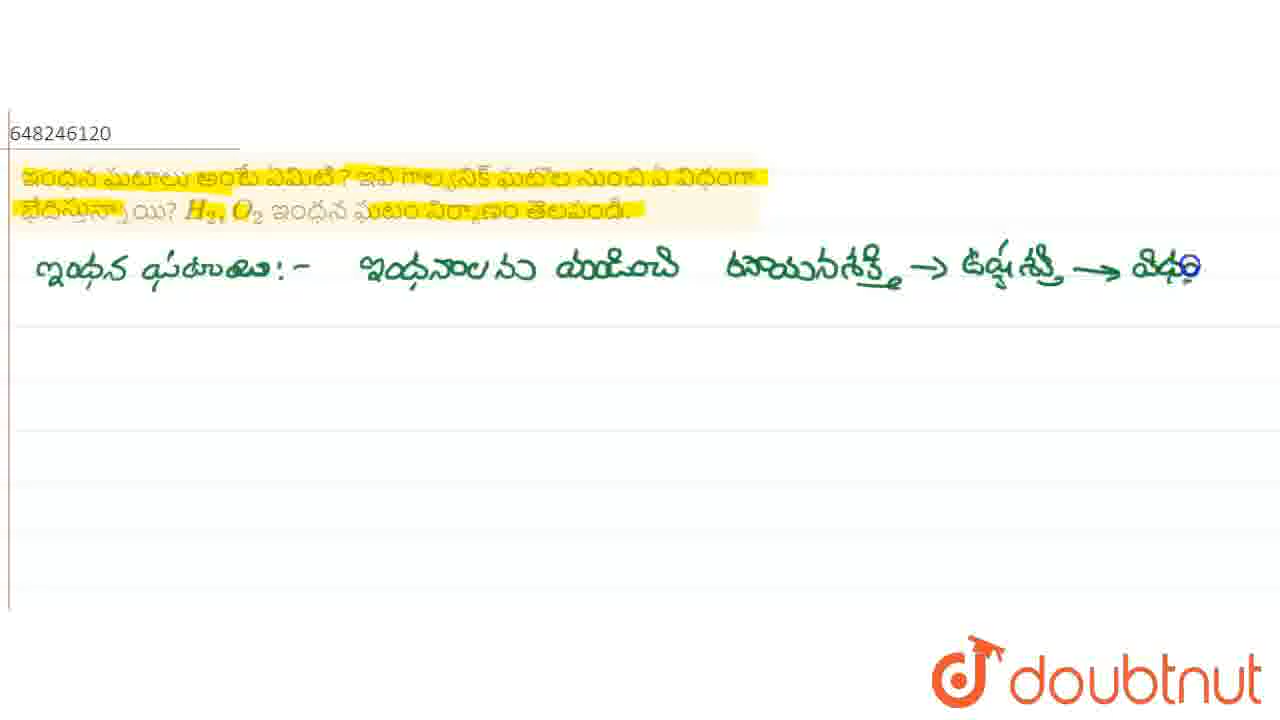 648246120
ఇంధన ఘటాలు అంటే ఏమిటి? ఇవి గాల్వనిక్ ఘటాల నుంచి ఏ విధంగా
భేదిస్తున్నాయి? H₂, O₂ ఇంధన ఘటం నిర్మాణం తెలపండి.
ఇంధన ఘటాలు :- ఇంధనాలను మండించి రసాయనశక్తి → ఉష్ణశక్తి →
doubtnut